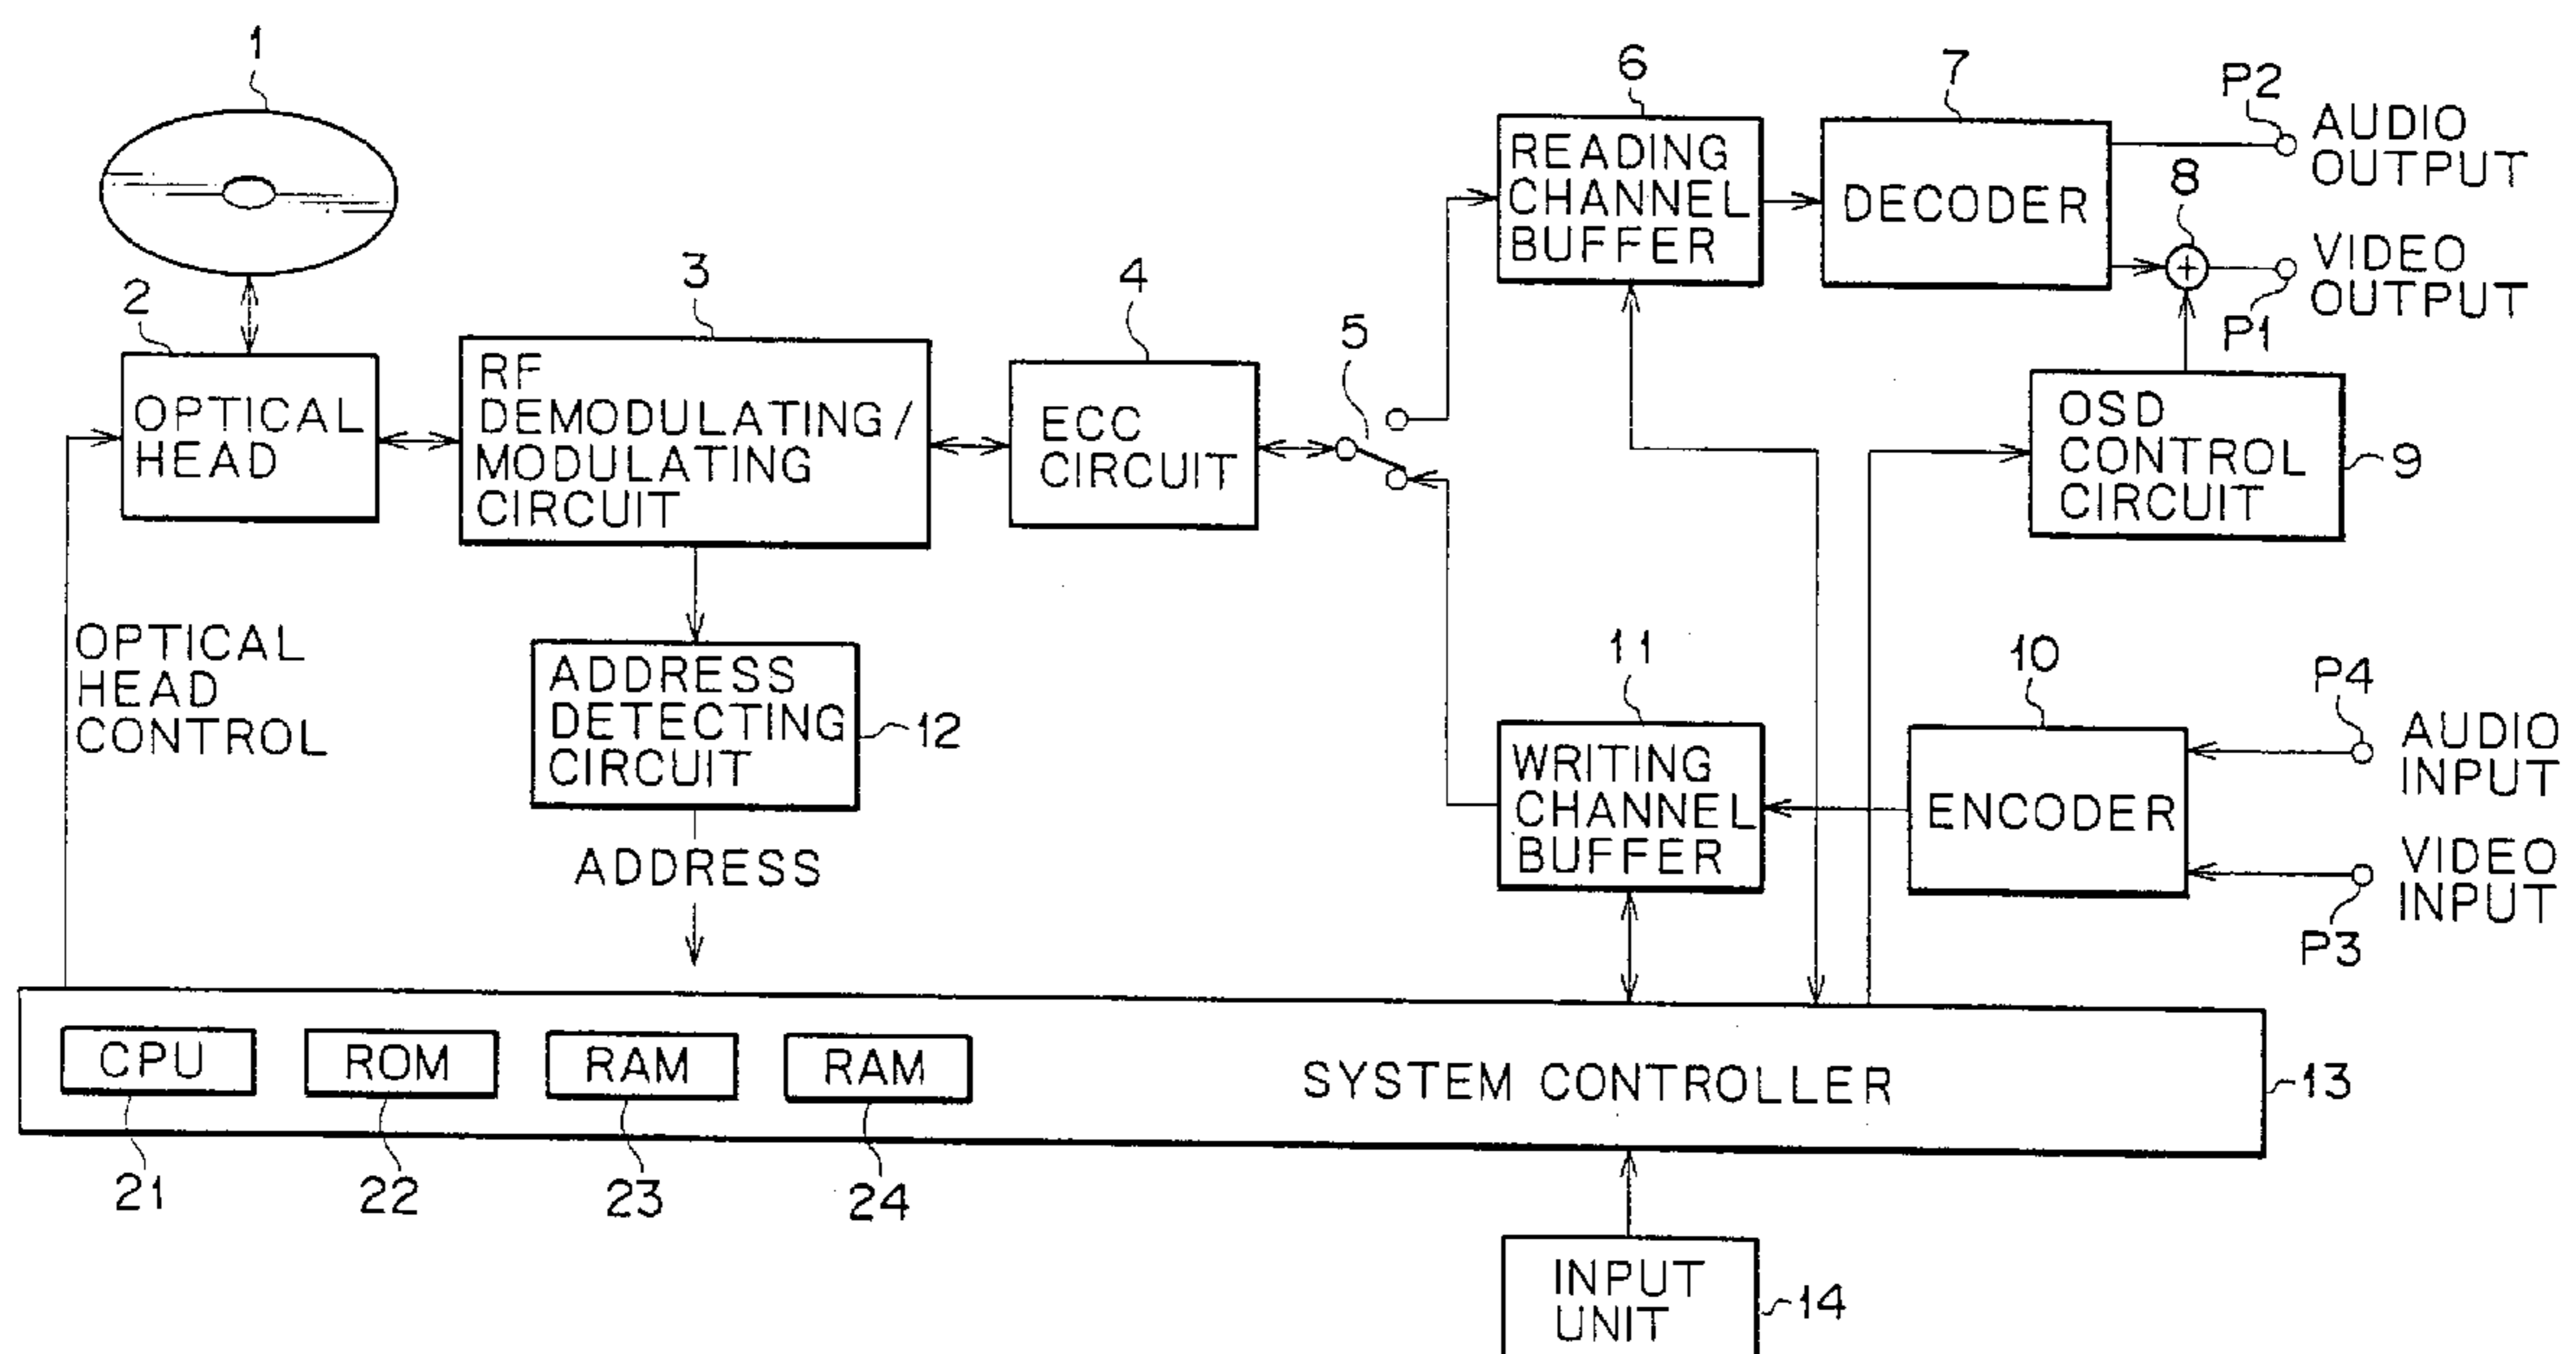 1
2
OPTICAL
HEAD
3
RF
DEMODULATING/
MODULATING
CIRCUIT
4
ECC
CIRCUIT
5
6
READING
CHANNEL
BUFFER
7
DECODER
P2
AUDIO
OUTPUT
8
VIDEO
OUTPUT
P1
OSD
CONTROL
CIRCUIT
9
OPTICAL
HEAD
CONTROL
ADDRESS
DETECTING
CIRCUIT
12
ADDRESS
11
WRITING
CHANNEL
BUFFER
10
ENCODER
P4
AUDIO
INPUT
VIDEO
INPUT
P3
CPU
ROM
RAM
RAM
SYSTEM CONTROLLER
13
21
22
23
24
INPUT
UNIT
14